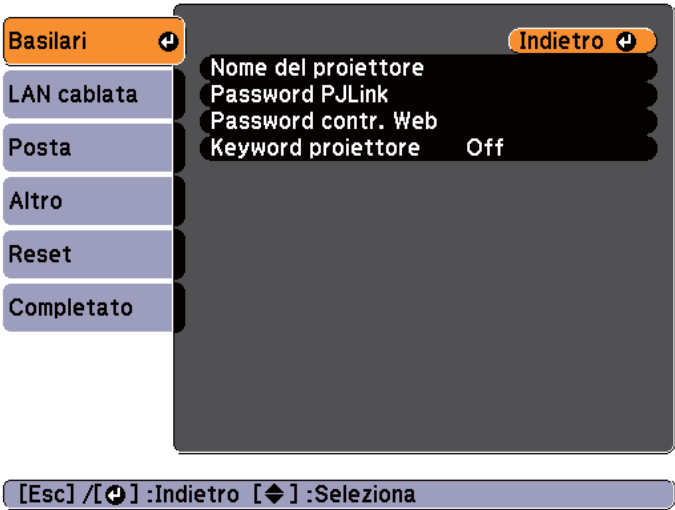 Basilari
LAN cablata
Posta
Altro
Reset
Completato
Indietro
Nome del proiettore
Password PJLink
Password contr. Web
Keyword proiettore Off
[Esc] /[⏎] :Indietro [◆] :Seleziona